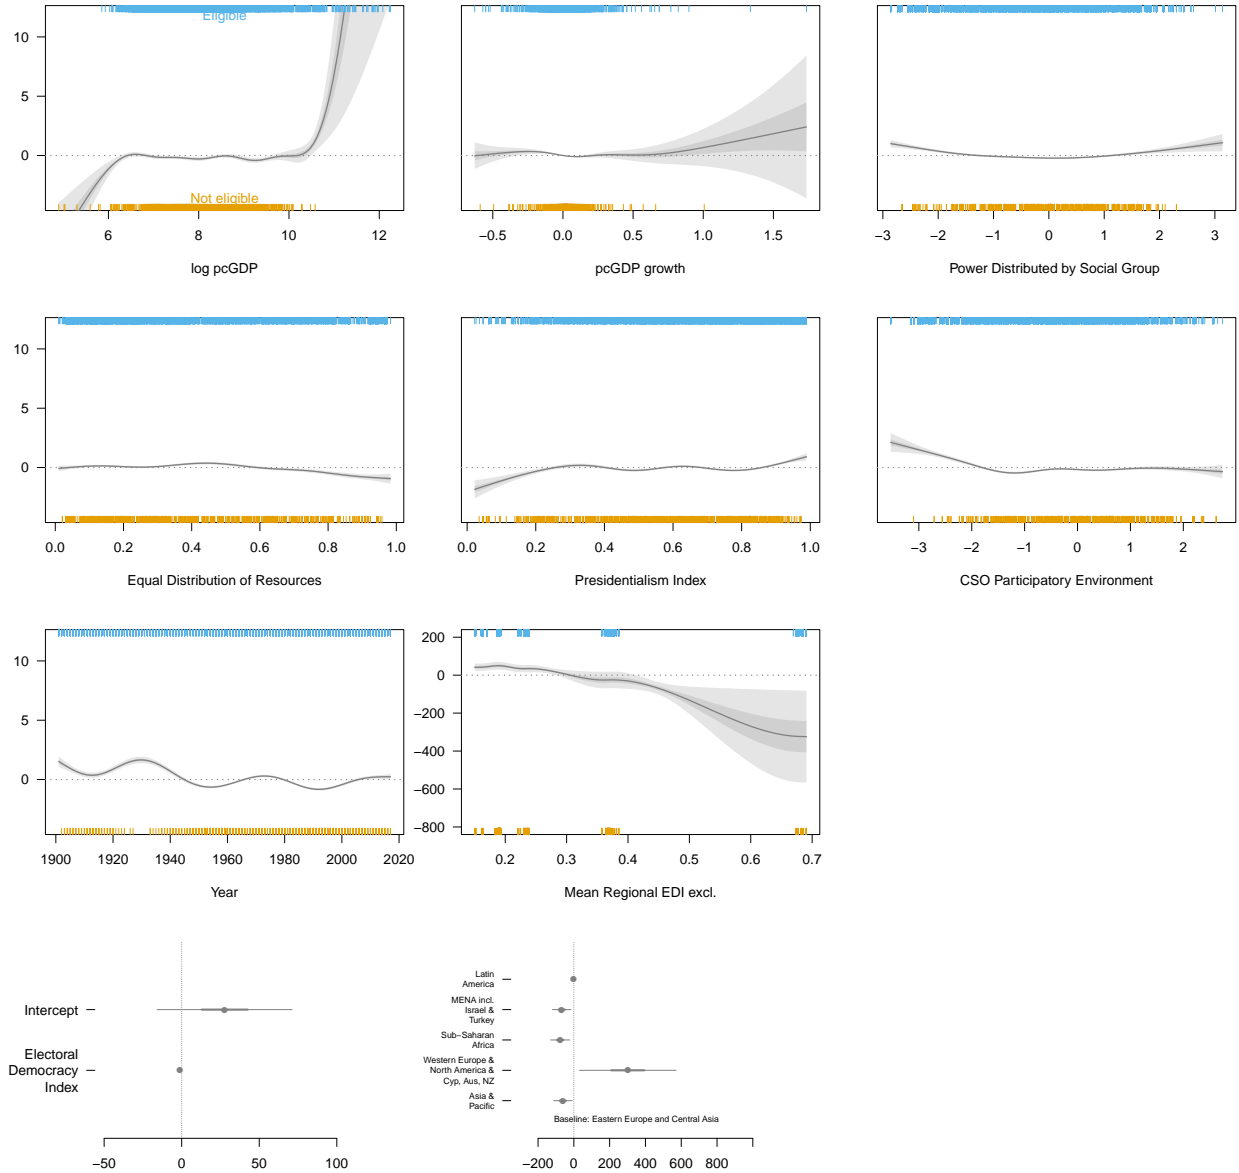 Eligible
10
5
0
Not eligible
6 8 10 12
log pcGDP
−0.5 0.0 0.5 1.0 1.5
pcGDP growth
−3 −2 −1 0 1 2 3
Power Distributed by Social Group
10
5
0
0.0 0.2 0.4 0.6 0.8 1.0
Equal Distribution of Resources
0.0 0.2 0.4 0.6 0.8 1.0
Presidentialism Index
−3 −2 −1 0 1 2
CSO Participatory Environment
10
5
0
1900 1920 1940 1960 1980 2000 2020
Year
200
0
−200
−400
−600
−800
0.2 0.3 0.4 0.5 0.6 0.7
Mean Regional EDI excl.
Intercept
Electoral
Democracy
Index
−50 0 50 100
Latin
America
MENA incl.
Israel &
Turkey
Sub−Saharan
Africa
Western Europe &
North America &
Cyp, Aus, NZ
Asia &
Pacific
Baseline: Eastern Europe and Central Asia
−200 0 200 400 600 800